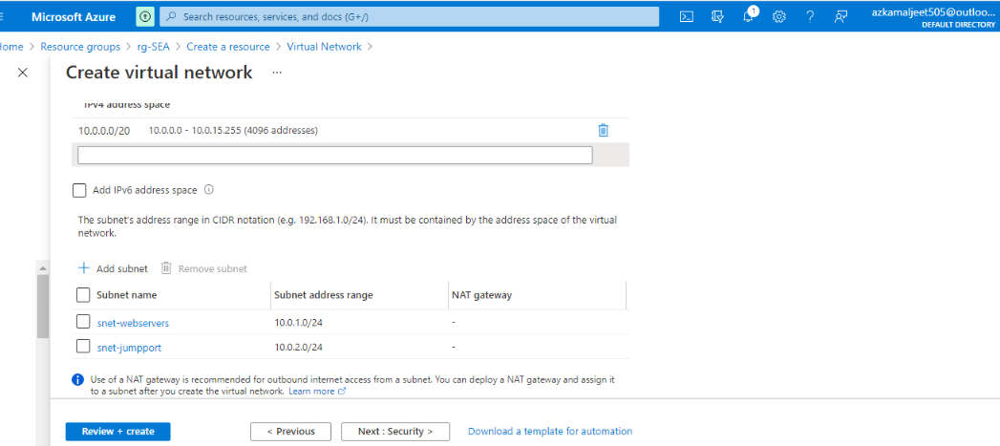 Microsoft Azure
Search resources, services, and docs (G+/)
1
azkamaljeet505@outloo...
DEFAULT DIRECTORY
Home > Resource groups > rg-SEA > Create a resource > Virtual Network >
Create virtual network ...
IPv4 address space
10.0.0.0/20 10.0.0.0 - 10.0.15.255 (4096 addresses)
Add IPv6 address space
The subnet's address range in CIDR notation (e.g. 192.168.1.0/24). It must be contained by the address space of the virtual
network.
+ Add subnet Remove subnet
Subnet name Subnet address range NAT gateway
snet-webservers 10.0.1.0/24 -
snet-jumpport 10.0.2.0/24 -
Use of a NAT gateway is recommended for outbound internet access from a subnet. You can deploy a NAT gateway and assign it
to a subnet after you create the virtual network. Learn more
Review + create < Previous Next : Security > Download a template for automation